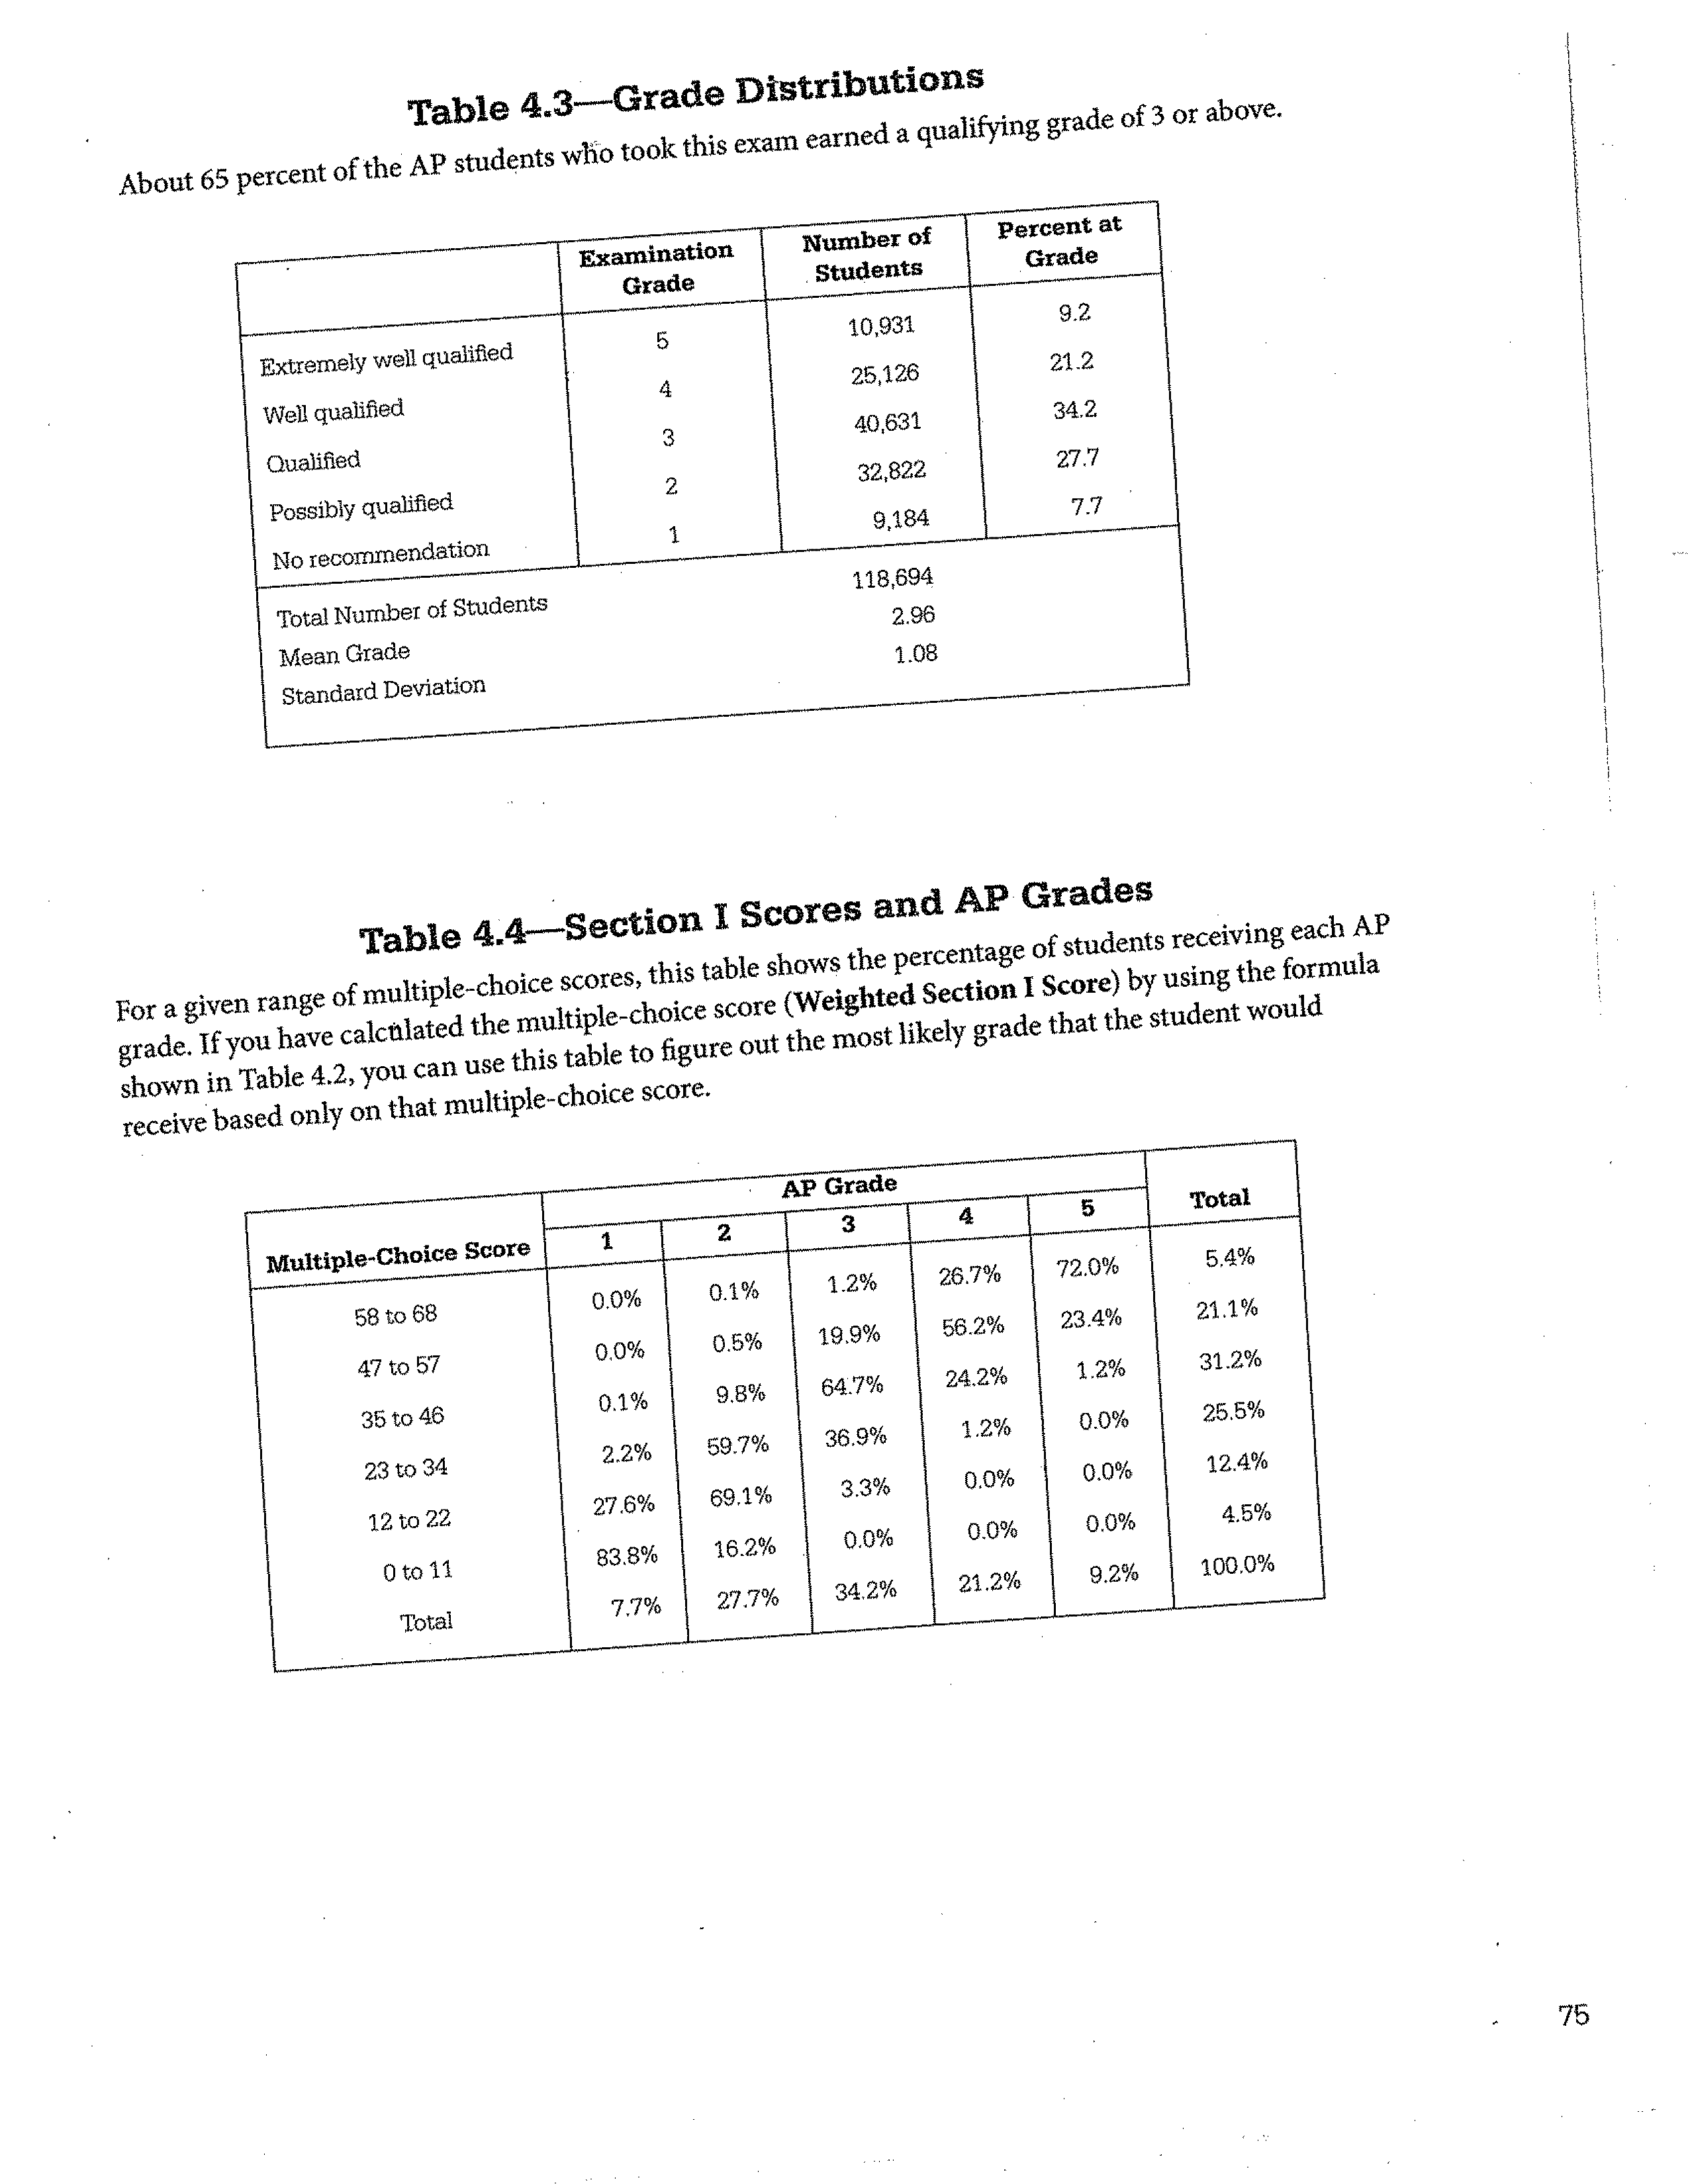 Table 4.3—Grade Distributions
About 65 percent of the AP students who took this exam earned a qualifying grade of 3 or above.
Examination Grade Number of Students Percent at Grade
Extremely well qualified 5 10,931 9.2
Well qualified 4 25,126 21.2
Qualified 3 40,631 34.2
Possibly qualified 2 32,822 27.7
No recommendation 1 9,184 7.7
Total Number of Students 118,694
Mean Grade 2.96
Standard Deviation 1.08
Table 4.4—Section I Scores and AP Grades
For a given range of multiple-choice scores, this table shows the percentage of students receiving each AP
grade. If you have calculated the multiple-choice score (Weighted Section I Score) by using the formula
shown in Table 4.2, you can use this table to figure out the most likely grade that the student would
receive based only on that multiple-choice score.
AP Grade
Multiple-Choice Score 1 2 3 4 5 Total
58 to 68 0.0% 0.1% 1.2% 26.7% 72.0% 5.4%
47 to 57 0.0% 0.5% 19.9% 56.2% 23.4% 21.1%
35 to 46 0.1% 9.8% 64.7% 24.2% 1.2% 31.2%
23 to 34 2.2% 59.7% 36.9% 1.2% 0.0% 25.5%
12 to 22 27.6% 69.1% 3.3% 0.0% 0.0% 12.4%
0 to 11 83.8% 16.2% 0.0% 0.0% 0.0% 4.5%
Total 7.7% 27.7% 34.2% 21.2% 9.2% 100.0%
75